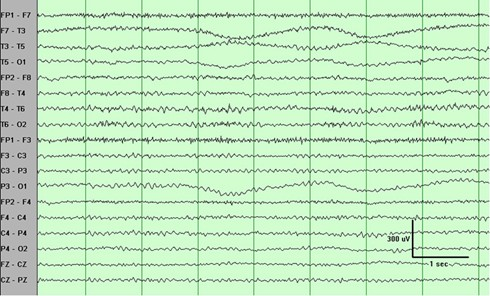 FP1 - F7
F7 - T3
T3 - T5
T5 - O1
FP2 - F8
F8 - T4
T4 - T6
T6 - O2
FP1 - F3
F3 - C3
C3 - P3
P3 - O1
FP2 - F4
F4 - C4
C4 - P4
P4 - O2
FZ - CZ
CZ - PZ
300 uV
1 sec